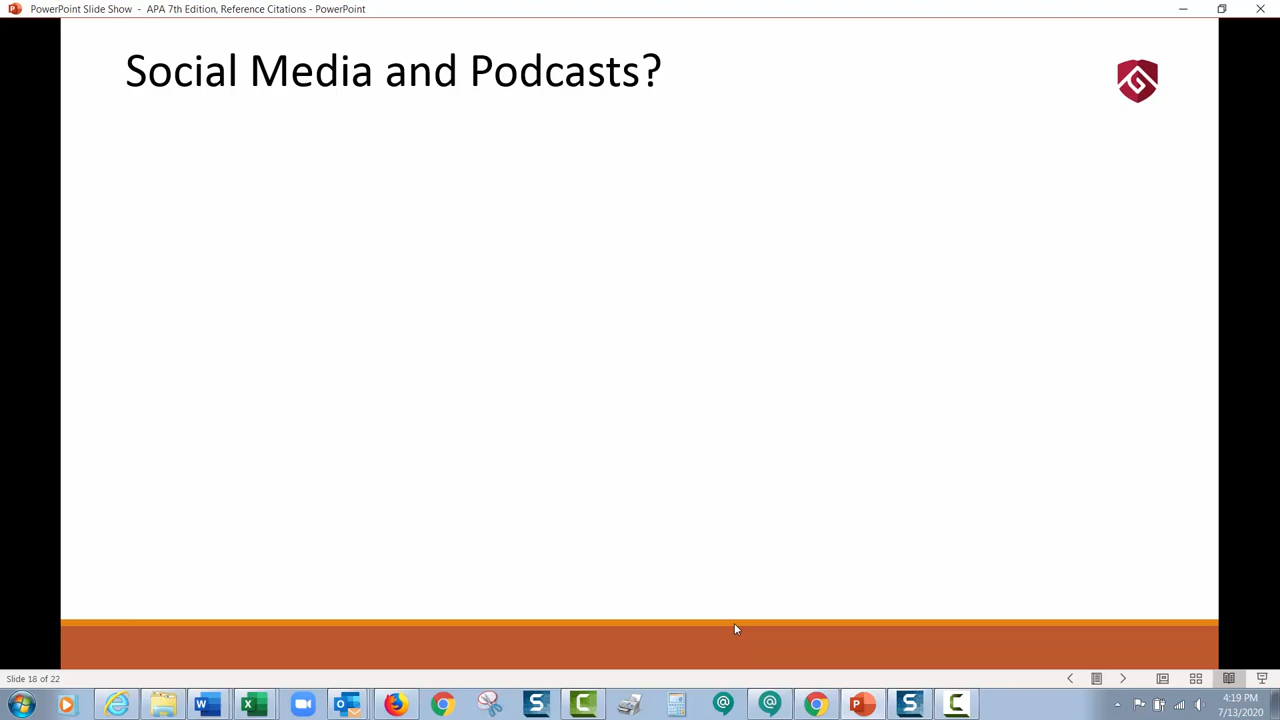 PowerPoint Slide Show - APA 7th Edition, Reference Citations - PowerPoint
Social Media and Podcasts?
Slide 18 of 22
4:19 PM
7/13/2020